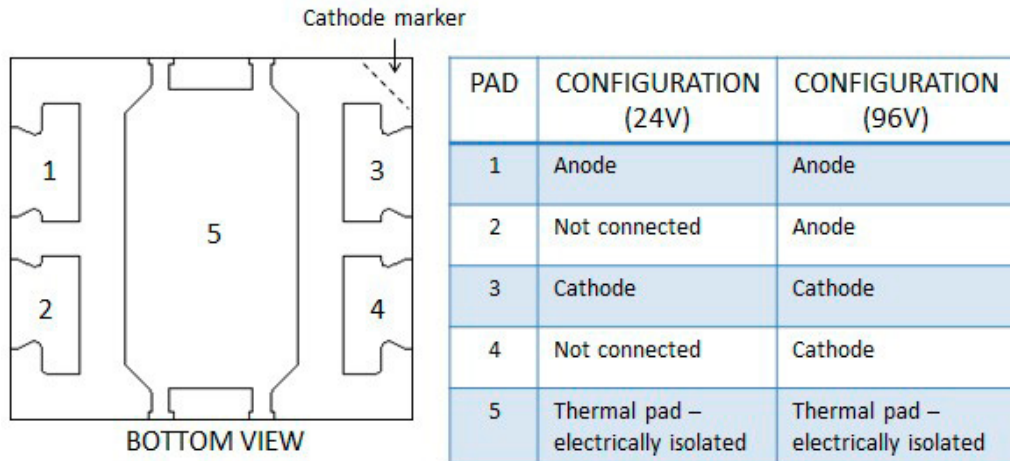 Cathode marker
1
2
3
4
5
BOTTOM VIEW
PAD CONFIGURATION (24V) CONFIGURATION (96V)
1 Anode Anode
2 Not connected Anode
3 Cathode Cathode
4 Not connected Cathode
5 Thermal pad – Thermal pad –
electrically isolated electrically isolated